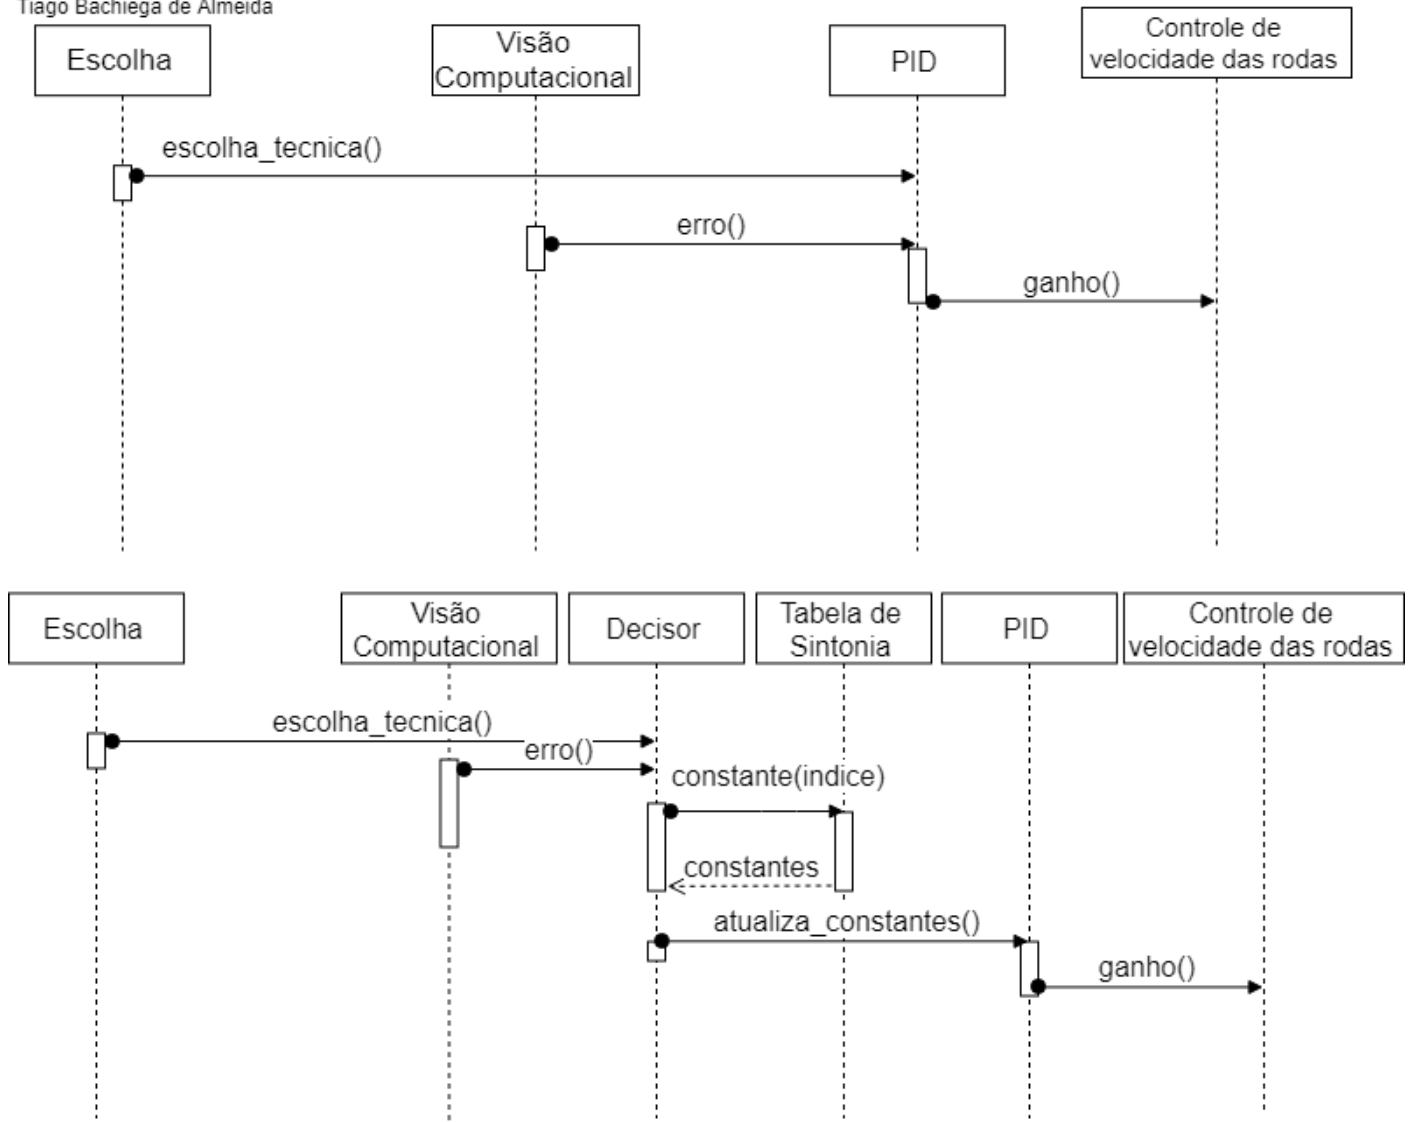 Tiago Bachiega de Almeida
Escolha
Visão
Computacional
PID
Controle de
velocidade das rodas
escolha_tecnica()
erro()
ganho()
Escolha
Visão
Computacional
Decisor
Tabela de
Sintonia
PID
Controle de
velocidade das rodas
escolha_tecnica()
erro()
constante(indice)
constantes
atualiza_constantes()
ganho()